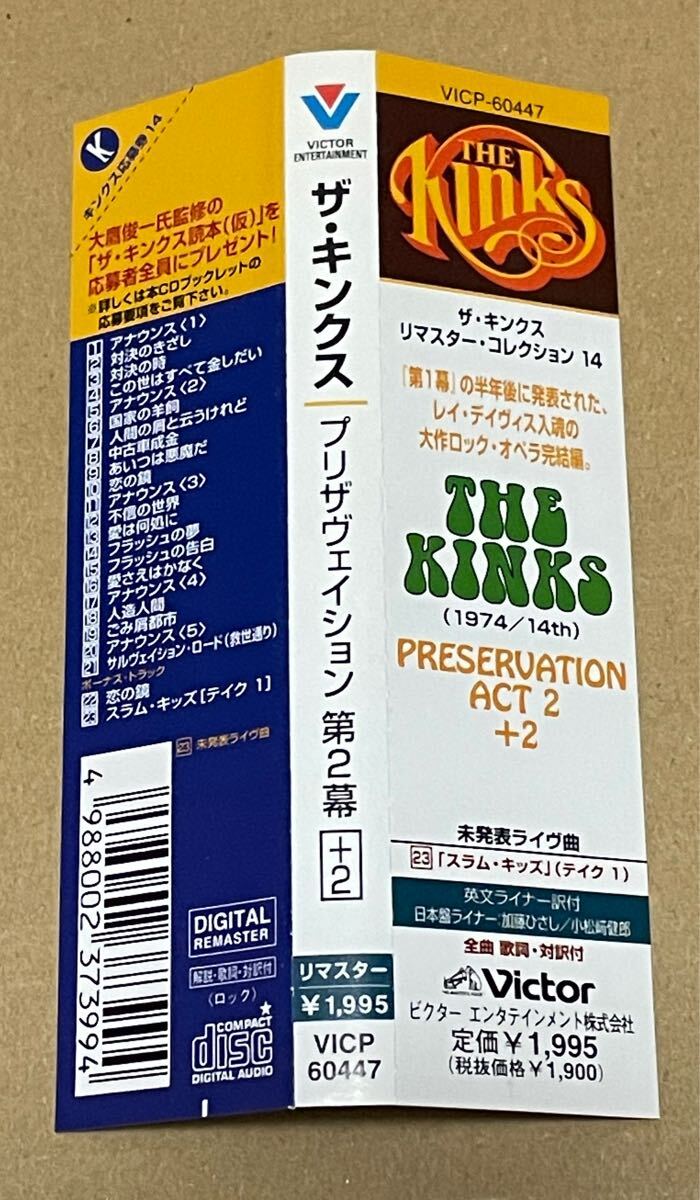 K
キンクス応募券 14
大鷹俊一氏監修の
「ザ・キンクス読本(仮)」を
応募者全員にプレゼント!
※詳しくは本CDブックレットの
応募要項をご覧下さい。
1 アナウンス〈1〉
2 対決のきざし
3 対決の時
4 この世はすべて金しだい
5 アナウンス〈2〉
6 国家の羊飼
7 人間の屑と云うけれど
8 中古車成金
9 あいつは悪魔だ
10 恋の鏡
11 アナウンス〈3〉
12 不信の世界
13 愛は何処に
14 フラッシュの夢
15 フラッシュの告白
16 愛さえはかなく
17 アナウンス〈4〉
18 人造人間
19 ごみ屑都市
20 アナウンス〈5〉
21 サルヴェイション・ロード(救世通り)
ボーナス・トラック
22 恋の鏡
23 スラム・キッズ[テイク 1]
23 未発表ライヴ曲
4 988002 373994
DIGITAL
REMASTER
解説・歌詞・対訳付
(ロック)
COMPACT
disc
DIGITAL AUDIO
VICTOR
ENTERTAINMENT
ザ・キンクス
プリザヴェイション 第2幕
+2
リマスター
¥1,995
VICP
60447
VICP-60447
THE
Kinks
ザ・キンクス
リマスター・コレクション 14
『第1幕』の半年後に発表された、
レイ・デイヴィス入魂の
大作ロック・オペラ完結編。
THE
KINKS
(1974/14th)
PRESERVATION
ACT 2
+2
未発表ライヴ曲
23 「スラム・キッズ」(テイク 1)
英文ライナー訳付
日本盤ライナー:加藤ひさし/小松崎健郎
全曲 歌詞・対訳付
Victor
ビクター エンタテインメント株式会社
定価¥1,995
(税抜価格¥1,900)